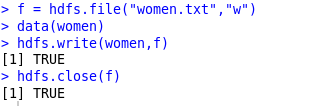 > f = hdfs.file("women.txt","w")
> data(women)
> hdfs.write(women,f)
[1] TRUE
> hdfs.close(f)
[1] TRUE